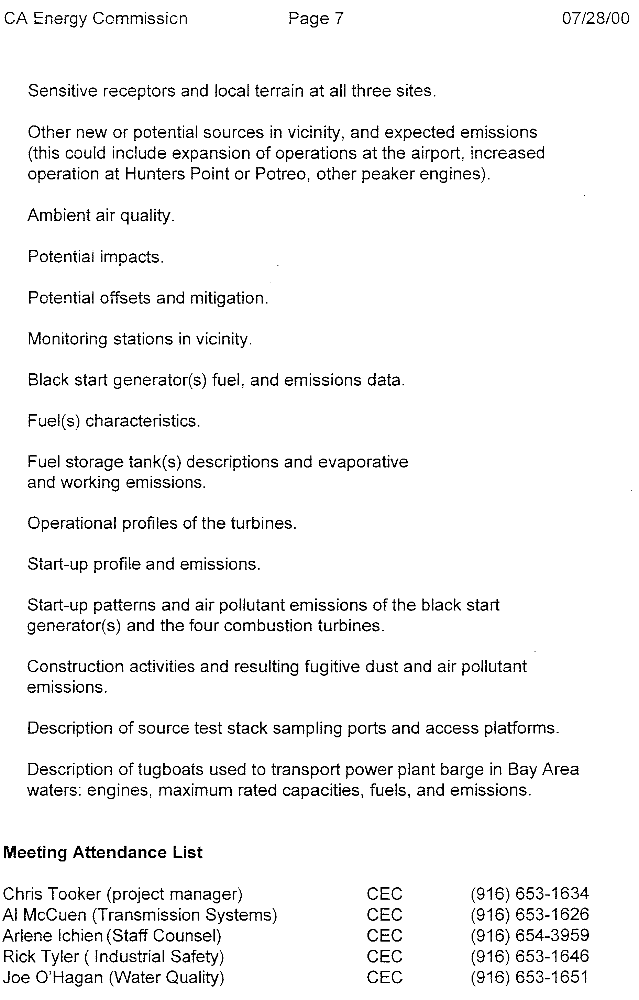 CA Energy Commission Page 7 07/28/00
Sensitive receptors and local terrain at all three sites.
Other new or potential sources in vicinity, and expected emissions
(this could include expansion of operations at the airport, increased
operation at Hunters Point or Potreo, other peaker engines).
Ambient air quality.
Potential impacts.
Potential offsets and mitigation.
Monitoring stations in vicinity.
Black start generator(s) fuel, and emissions data.
Fuel(s) characteristics.
Fuel storage tank(s) descriptions and evaporative
and working emissions.
Operational profiles of the turbines.
Start-up profile and emissions.
Start-up patterns and air pollutant emissions of the black start
generator(s) and the four combustion turbines.
Construction activities and resulting fugitive dust and air pollutant
emissions.
Description of source test stack sampling ports and access platforms.
Description of tugboats used to transport power plant barge in Bay Area
waters: engines, maximum rated capacities, fuels, and emissions.
Meeting Attendance List
Chris Tooker (project manager) CEC (916) 653-1634
Al McCuen (Transmission Systems) CEC (916) 653-1626
Arlene Ichien (Staff Counsel) CEC (916) 654-3959
Rick Tyler ( Industrial Safety) CEC (916) 653-1646
Joe O'Hagan (Water Quality) CEC (916) 653-1651